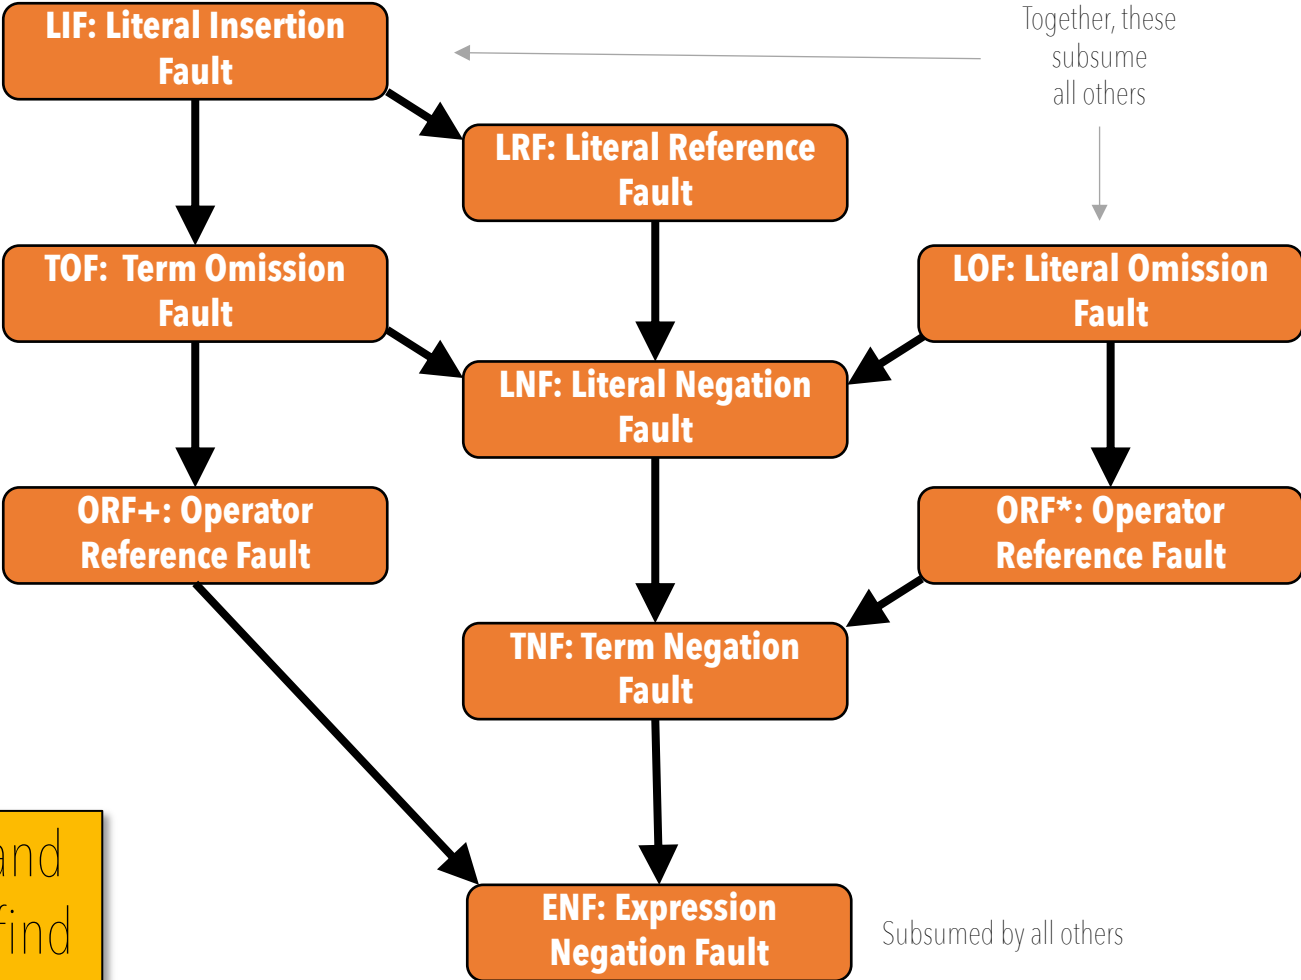 LIF: Literal Insertion
Fault
Together, these
subsume
all others
LRF: Literal Reference
Fault
TOF: Term Omission
Fault
LOF: Literal Omission
Fault
LNF: Literal Negation
Fault
ORF+: Operator
Reference Fault
ORF*: Operator
Reference Fault
TNF: Term Negation
Fault
and
find
ENF: Expression
Negation Fault
Subsumed by all others